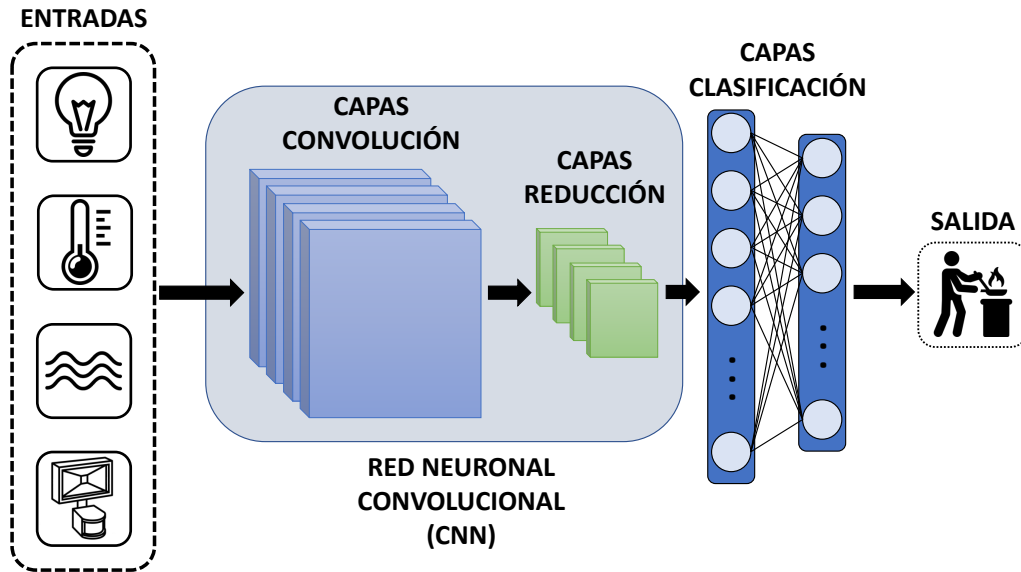 ENTRADAS
CAPAS
CONVOLUCIÓN
CAPAS
REDUCCIÓN
RED NEURONAL
CONVOLUCIONAL
(CNN)
CAPAS
CLASIFICACIÓN
SALIDA